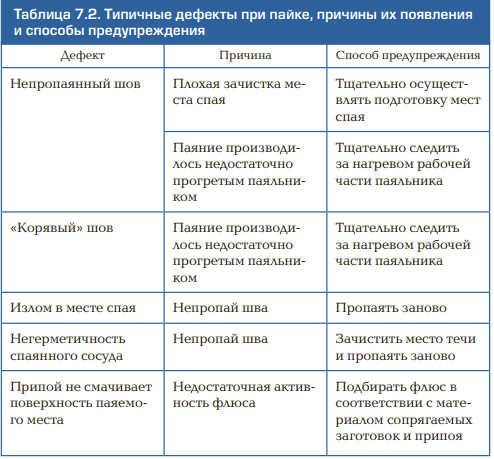 Таблица 7.2. Типичные дефекты при пайке, причины их появления
и способы предупреждения
Дефект
Причина
Способ предупреждения
Непропаянный шов
Плохая зачистка ме-
ста спая
Тщательно осущест-
влять подготовку мест
спая
Паяние производи-
лось недостаточно
прогретым паяльни-
ком
Тщательно следить
за нагревом рабочей
части паяльника
«Корявый» шов
Паяние производи-
лось недостаточно
прогретым паяльни-
ком
Тщательно следить
за нагревом рабочей
части паяльника
Излом в месте спая
Непропай шва
Пропаять заново
Негерметичность
спаянного сосуда
Непропай шва
Зачистить место течи
и пропаять заново
Припой не смачивает
поверхность паяемо-
го места
Недостаточная актив-
ность флюса
Подбирать флюс в
соответствии с мате-
риалом сопрягаемых
заготовок и припоя